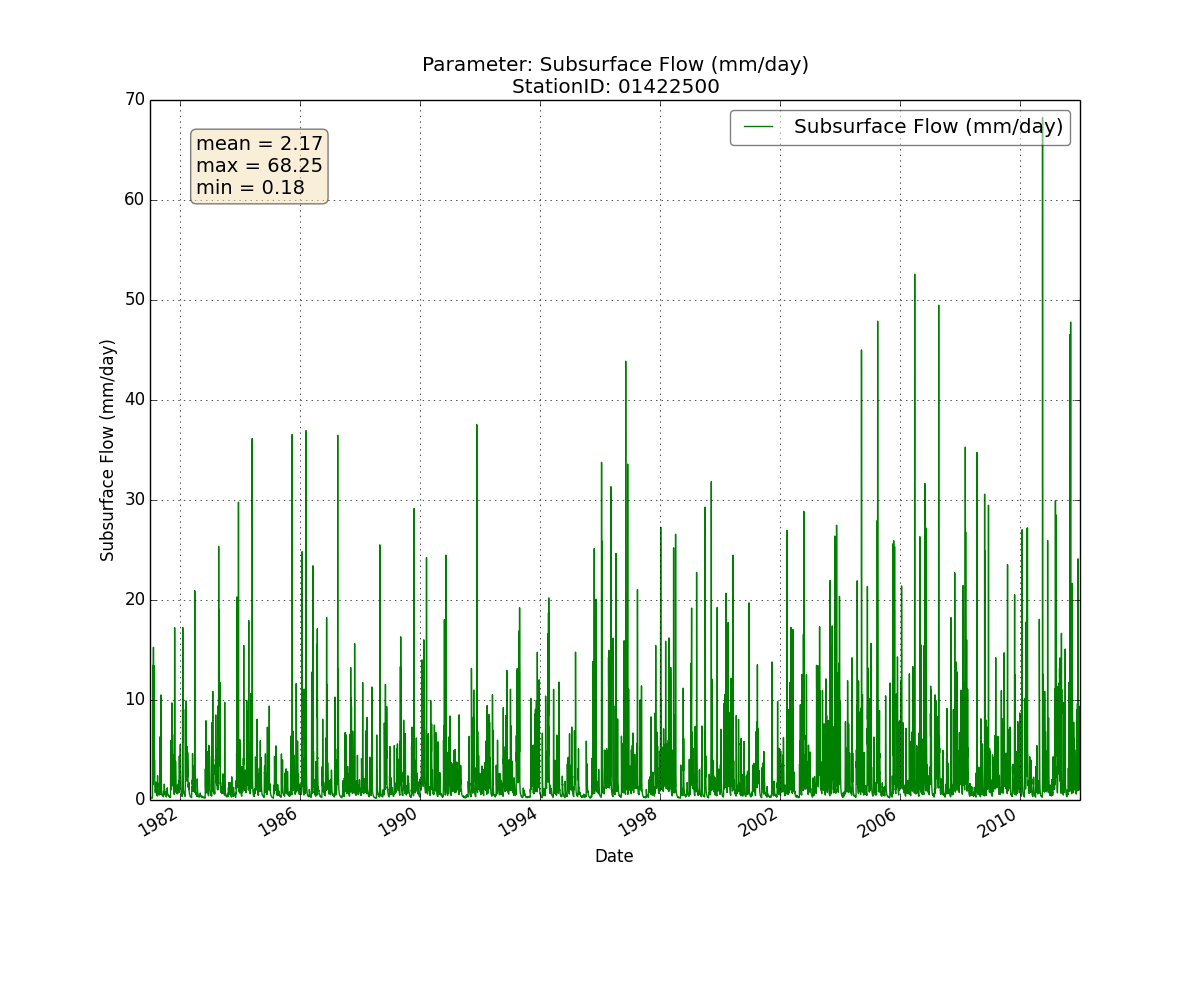 Parameter: Subsurface Flow (mm/day)
StationID: 01422500
70
60
50
40
30
20
10
0
mean = 2.17
max = 68.25
min = 0.18
Subsurface Flow (mm/day)
Subsurface Flow (mm/day)
1982
1986
1990
1994
1998
2002
2006
2010
Date